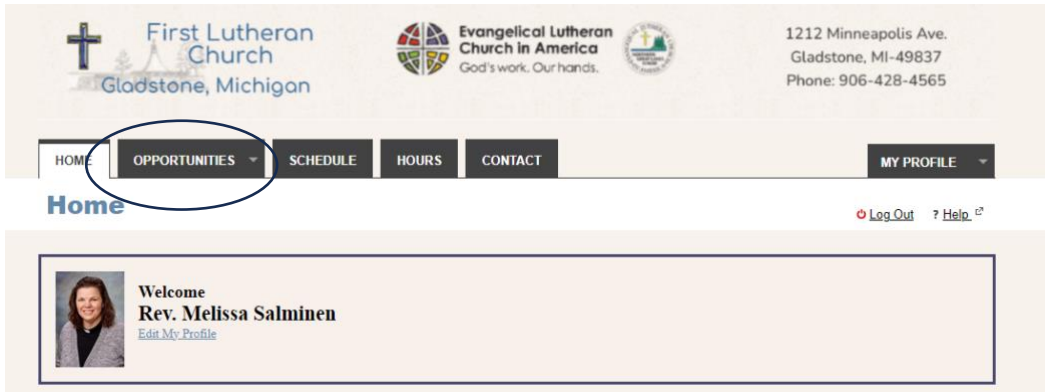 First Lutheran
Church
Gladstone, Michigan
Evangelical Lutheran
Church in America
God's work. Our hands.
1212 Minneapolis Ave.
Gladstone, MI-49837
Phone: 906-428-4565
HOME
OPPORTUNITIES
SCHEDULE
HOURS
CONTACT
MY PROFILE
Home
Log Out
? Help
Welcome
Rev. Melissa Salminen
Edit My Profile